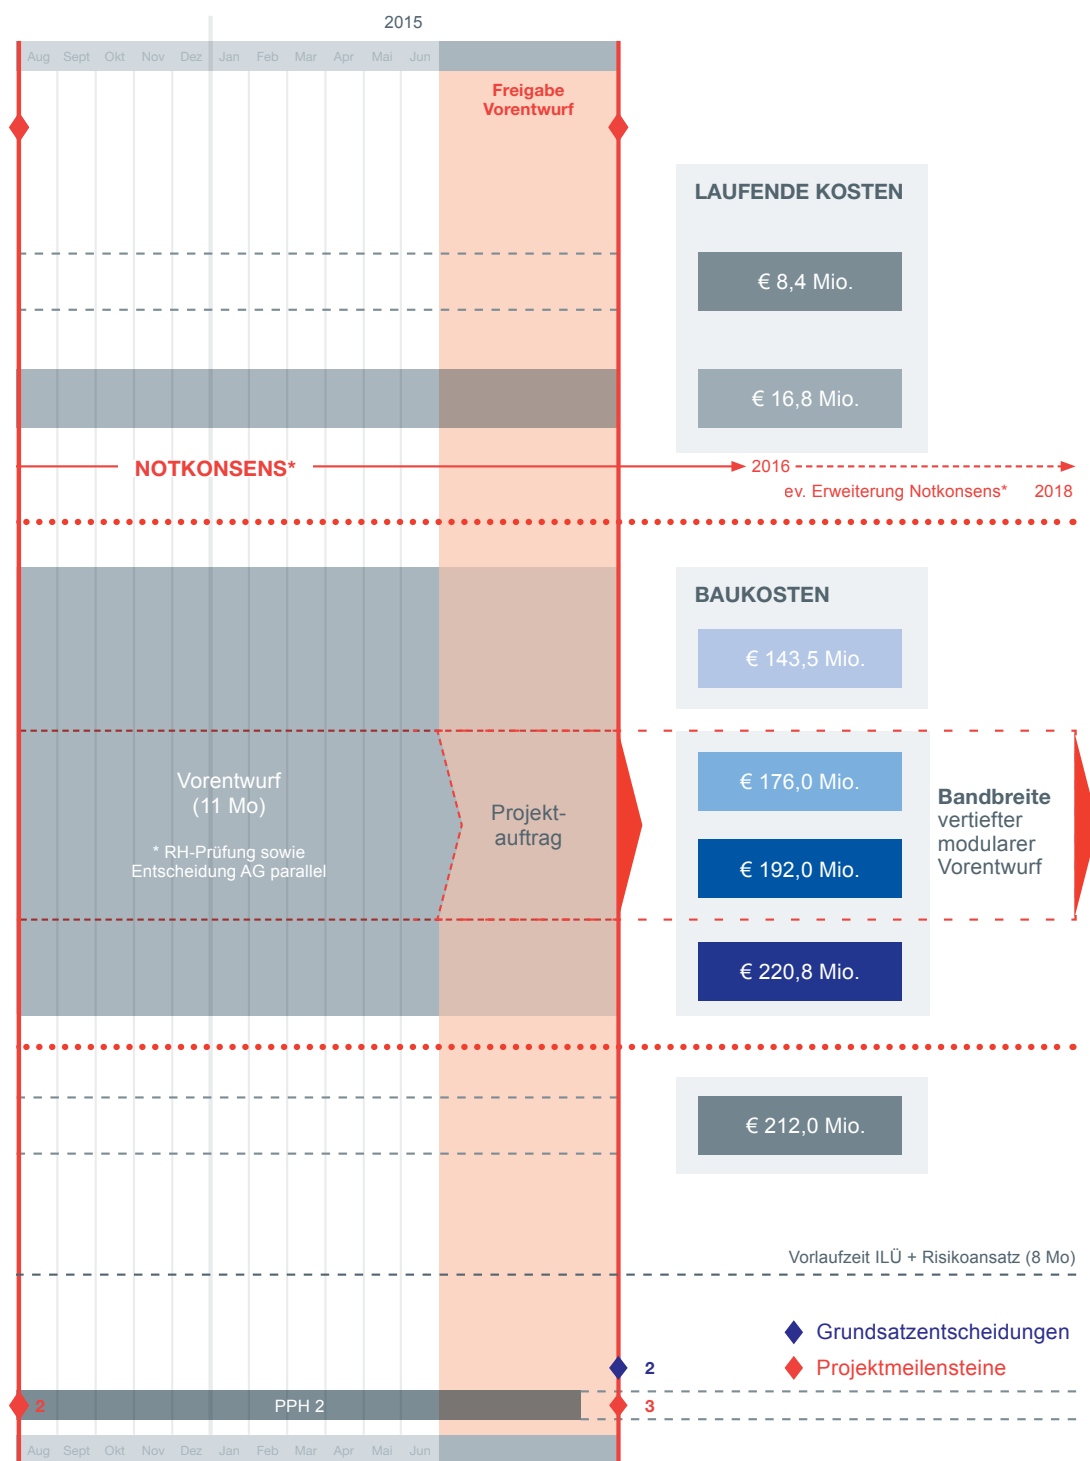 2015
Aug Sept Okt Nov Dez Jan Feb Mar Apr Mai Jun
Freigabe
Vorentwurf
LAUFENDE KOSTEN
€ 8,4 Mio.
€ 16,8 Mio.
NOTKONSENS*
2016
ev. Erweiterung Notkonsens* 2018
BAUKOSTEN
€ 143,5 Mio.
Vorentwurf
(11 Mo)
* RH-Prüfung sowie
Entscheidung AG parallel
Projekt-
auftrag
€ 176,0 Mio.
€ 192,0 Mio.
€ 220,8 Mio.
Bandbreite
vertiefter
modularer
Vorentwurf
€ 212,0 Mio.
Vorlaufzeit ILÜ + Risikoansatz (8 Mo)
Grundsatzentscheidungen
2
Projektmeilensteine
2 PPH 2 3
Aug Sept Okt Nov Dez Jan Feb Mar Apr Mai Jun